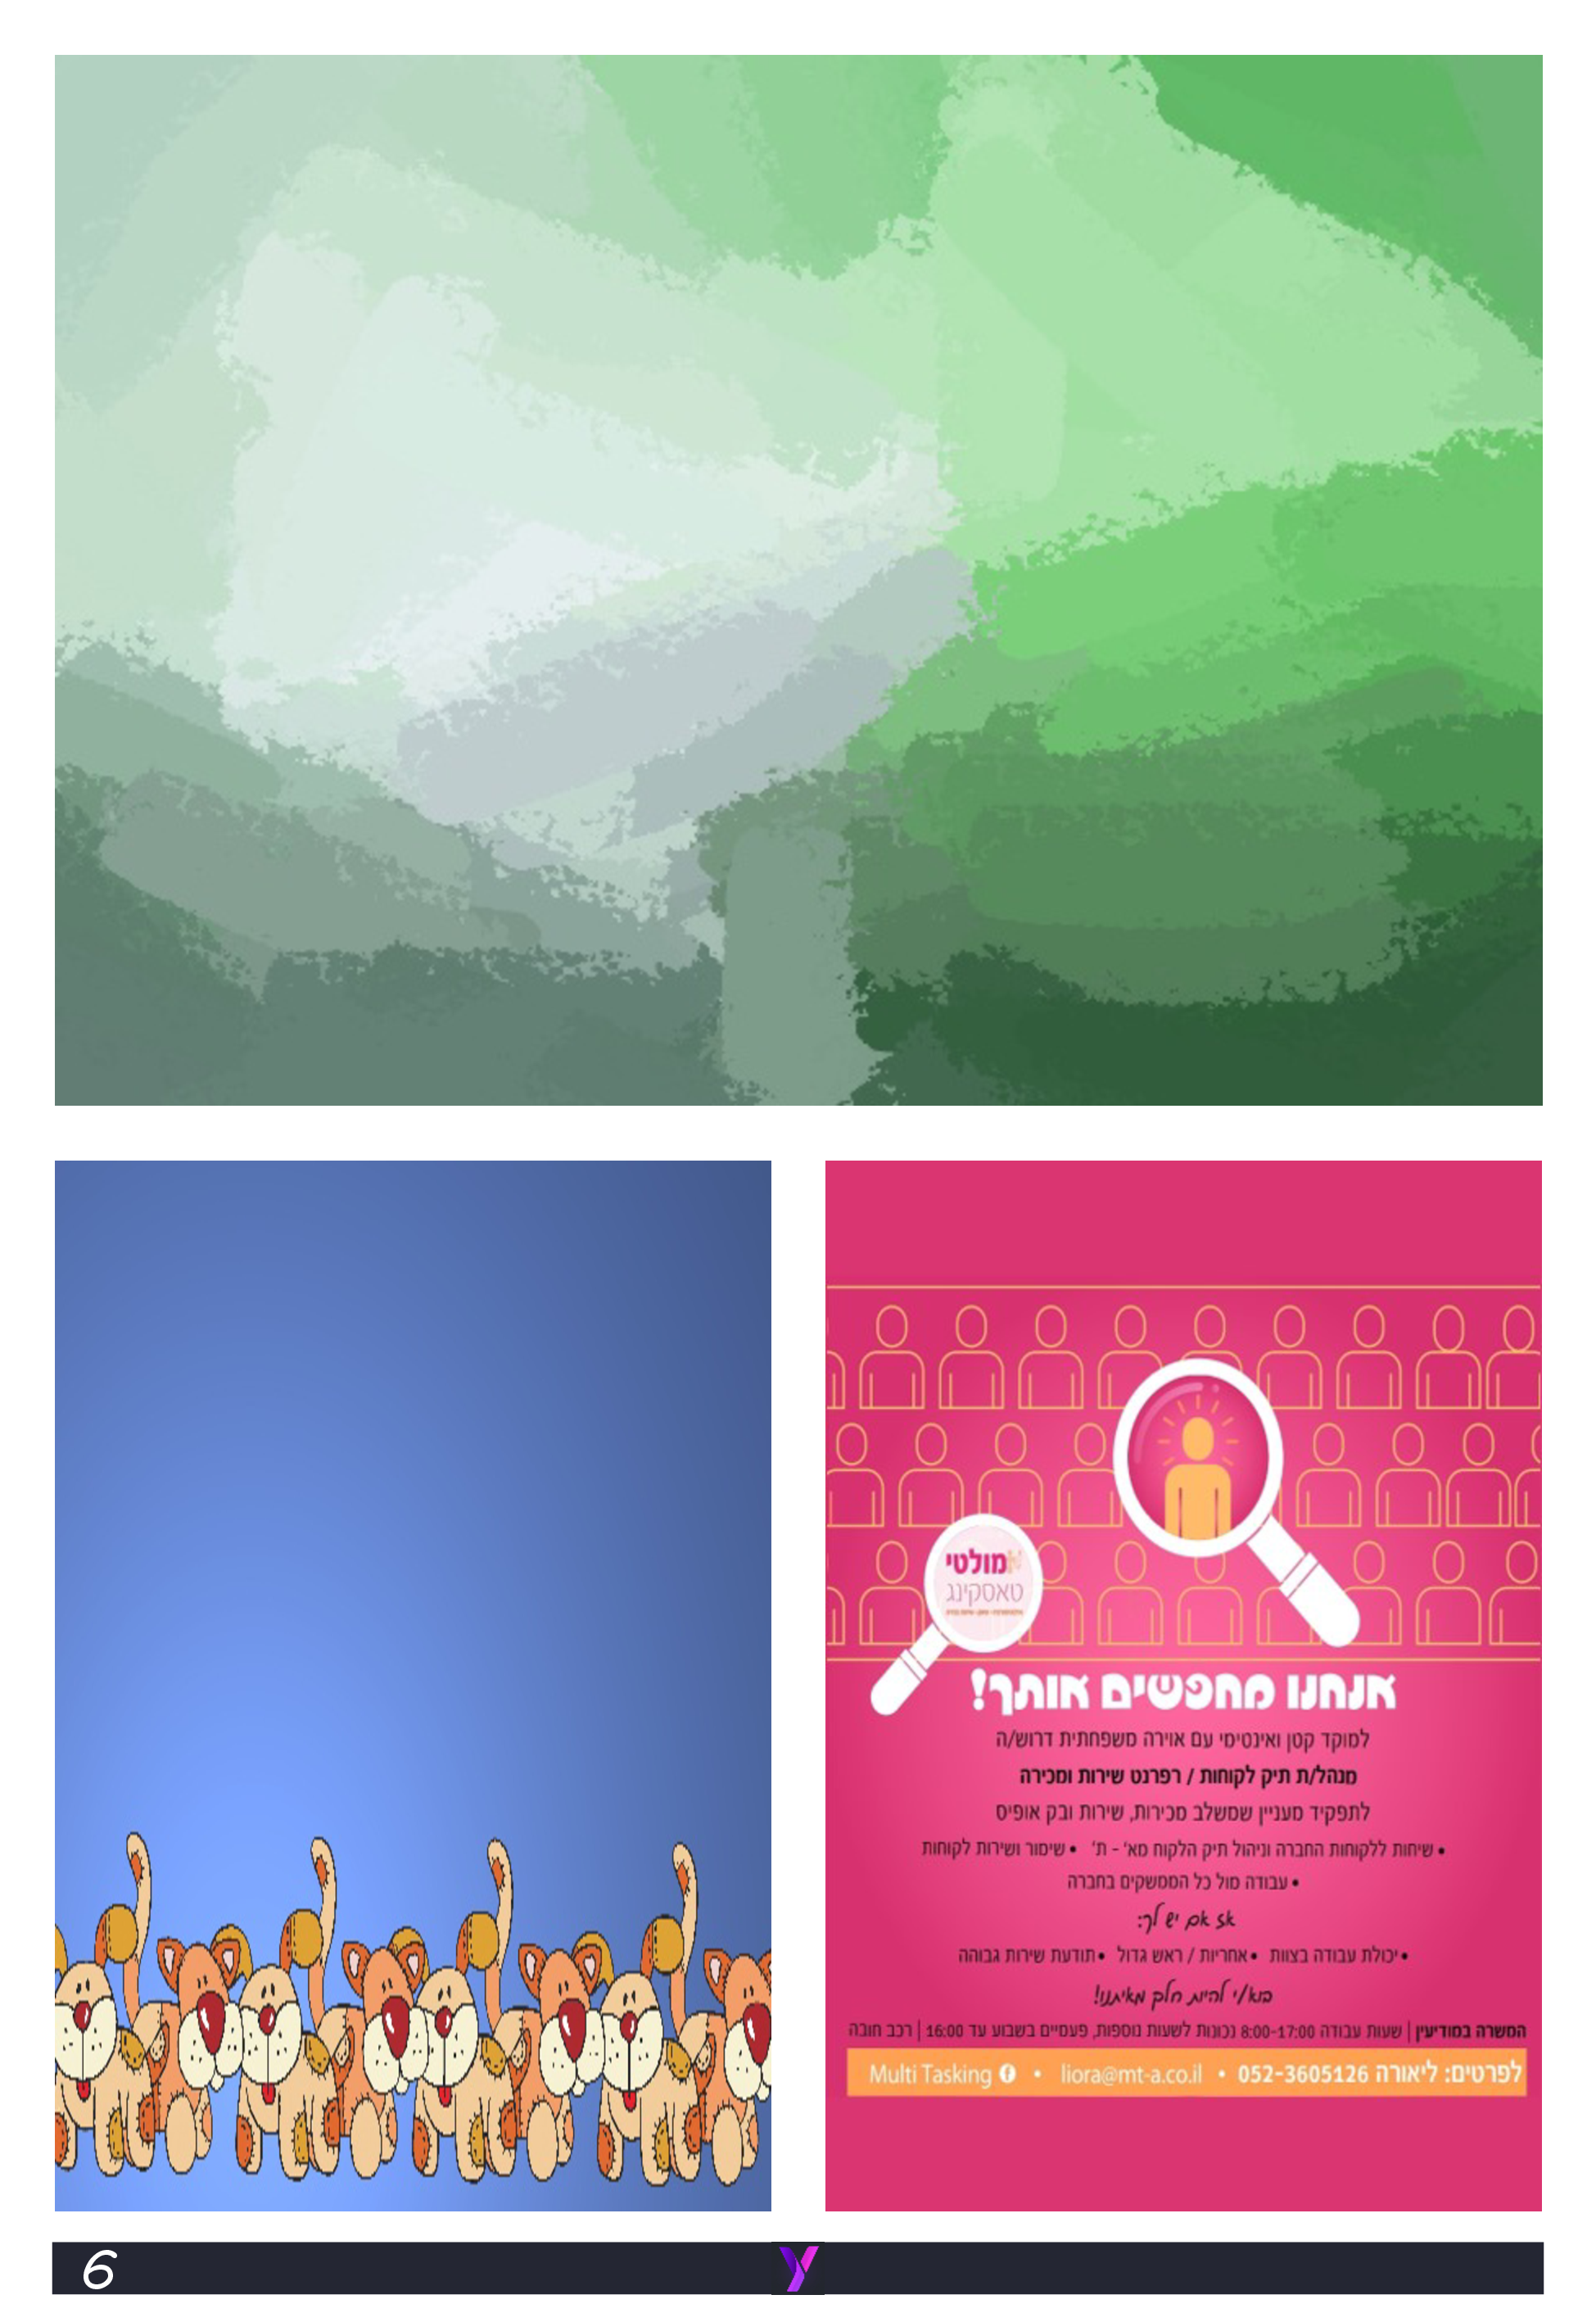 מולטי
טאסקינג
אנחנו מחפשים אותך!
למוקד קטן ואינטימי עם אוירה משפחתית דרוש/ה
מנהל/ת תיק לקוחות / רפרנט שירות ומכירה
לתפקיד מעניין שמשלב מכירות, שירות ובק אופיס
• שיחות ללקוחות החברה וניהול תיק הלקוח מא' - ת' • שימור ושירות לקוחות
• עבודה מול כל הממשקים בחברה
אז אם יש לך:
• יכולת עבודה בצוות • אחריות / ראש גדול • תודעת שירות גבוהה
בוא/י להיות חלק מאיתנו!
המשרה במודיעין | שעות עבודה 8:00-17:00 נכונות לשעות נוספות, פעמיים בשבוע עד 16:00 | רכב חובה
לפרטים: ליאורה 052-3605126 • liora@mt-a.co.il • Multi Tasking
6